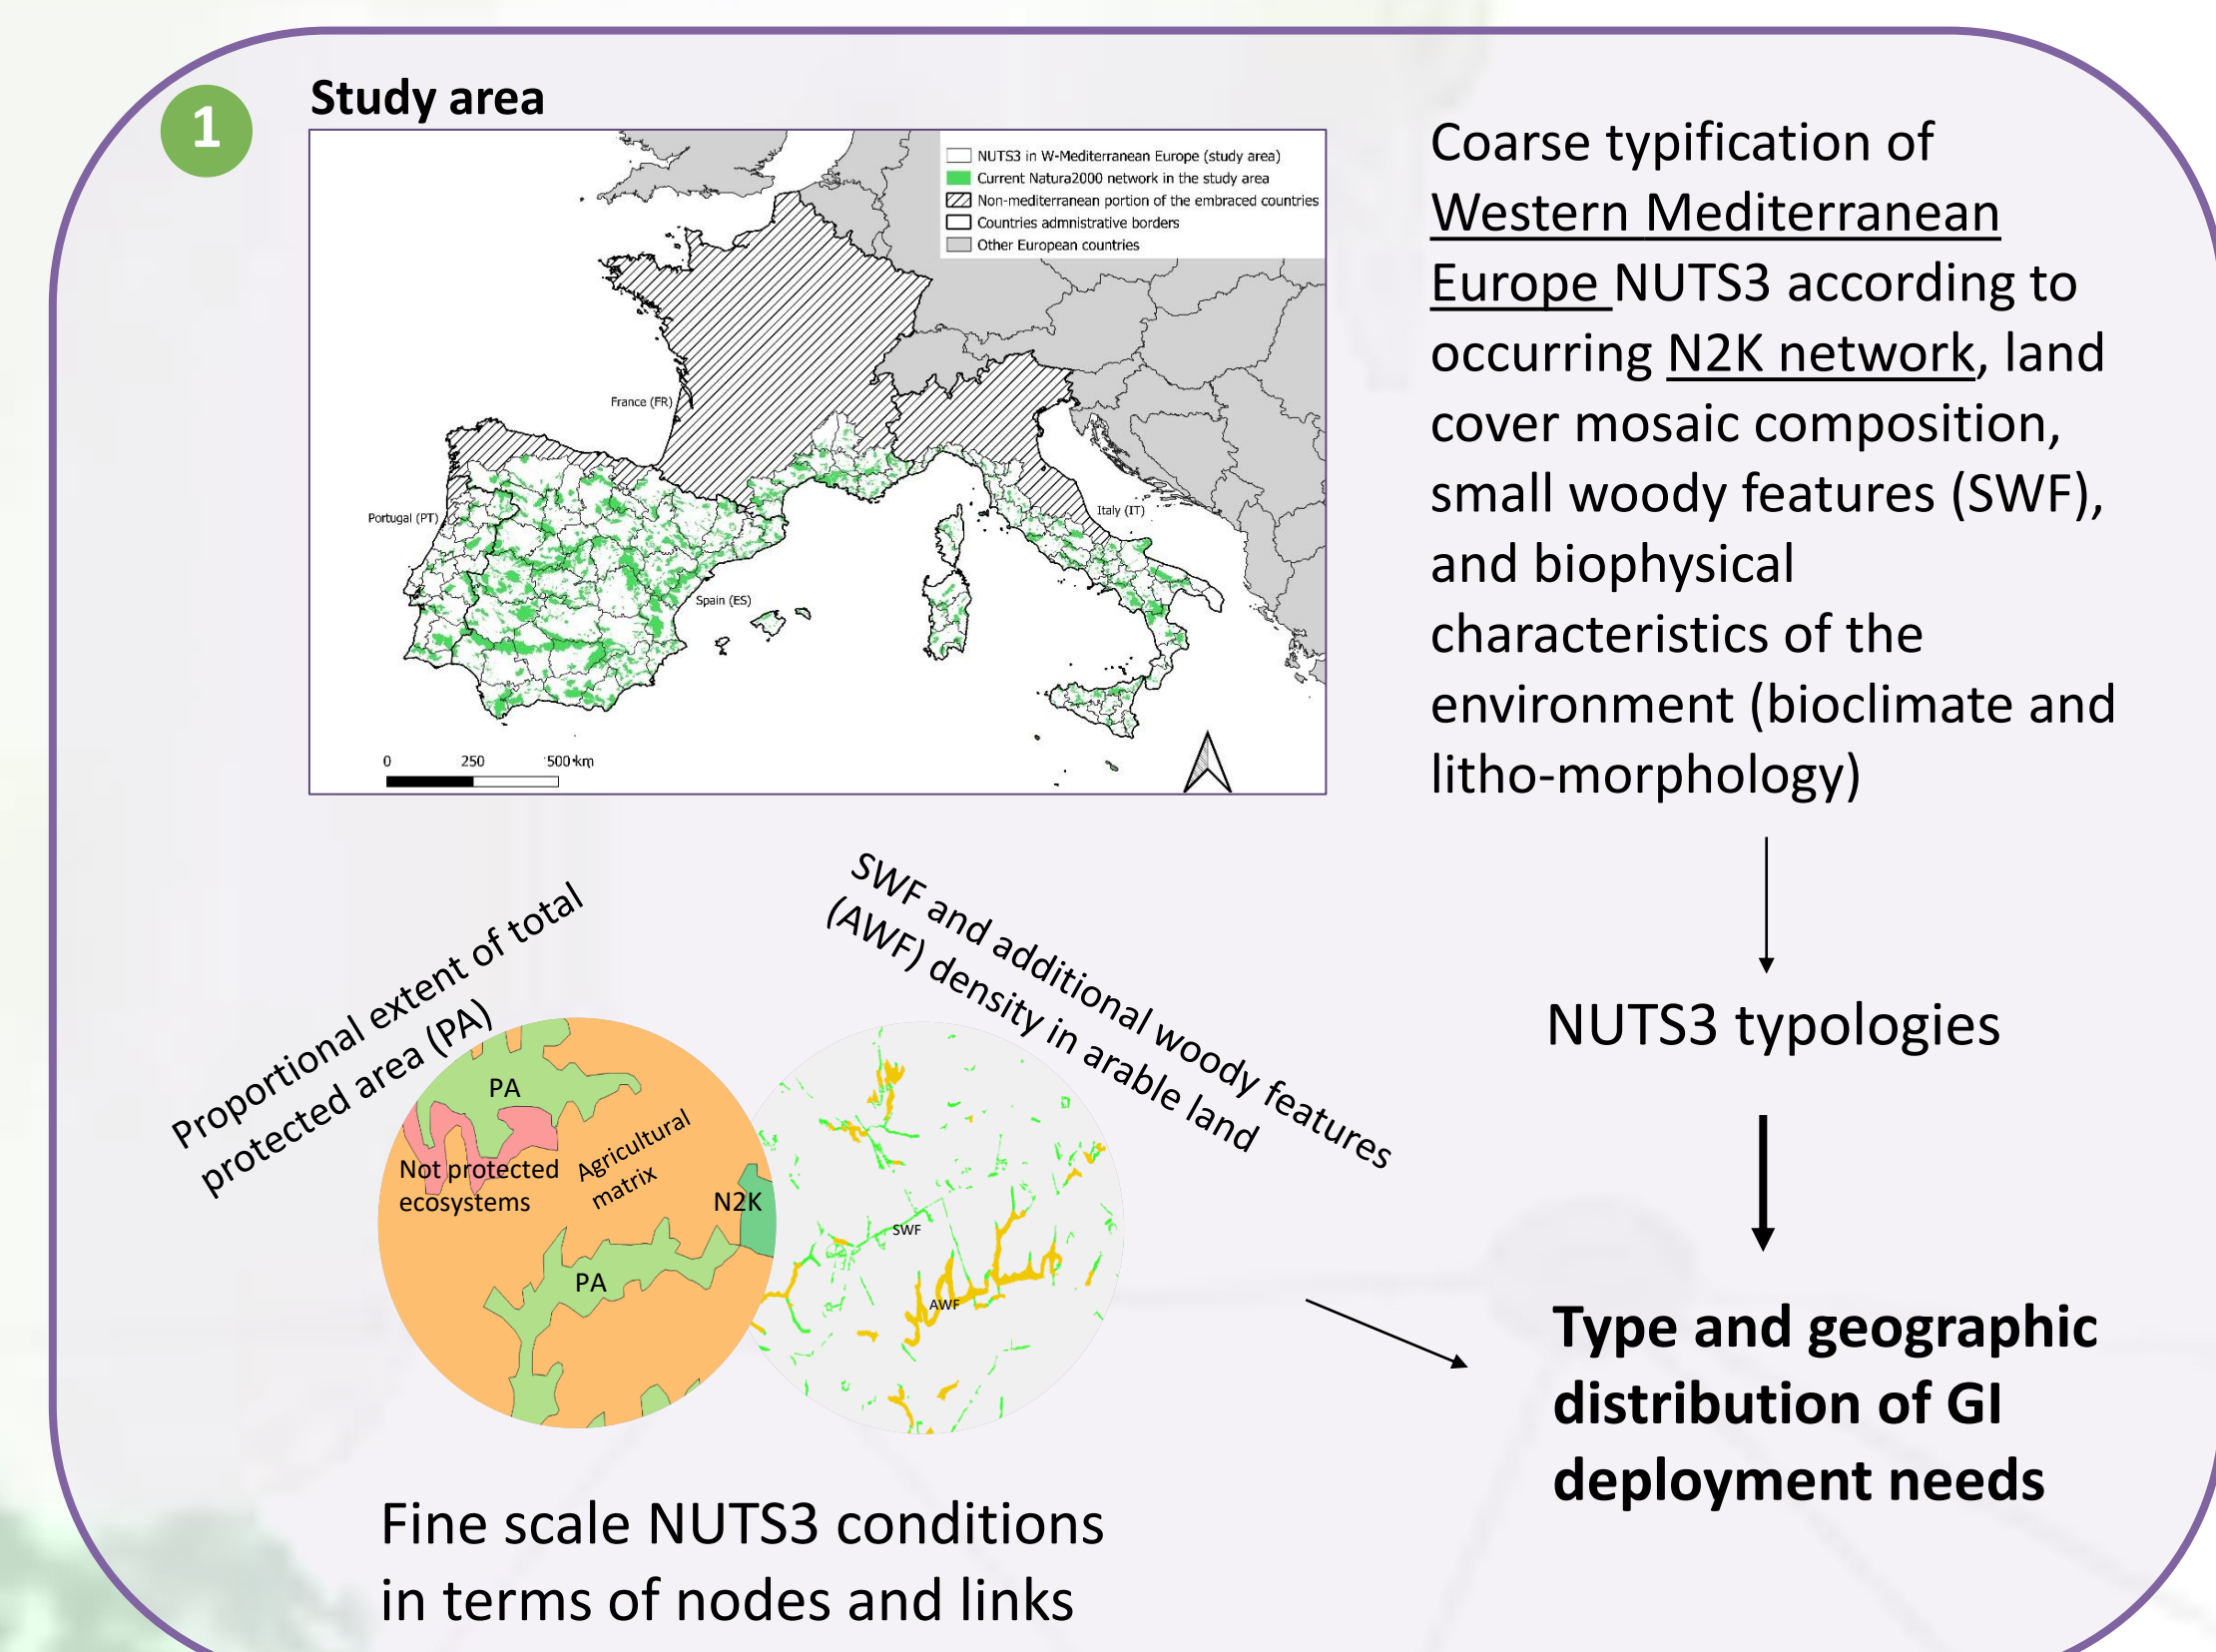 1
Study area
NUTS3 in W-Mediterranean Europe (study area)
Current Natura2000 network in the study area
Non-mediterranean portion of the embraced countries
Countries admnistrative borders
Other European countries
France (FR)
Portugal (PT)
Spain (ES)
Italy (IT)
0 250 500 km
Coarse typification of
Western Mediterranean
Europe NUTS3 according to
occurring N2K network, land
cover mosaic composition,
small woody features (SWF),
and biophysical
characteristics of the
environment (bioclimate and
litho-morphology)
NUTS3 typologies
Type and geographic
distribution of GI
deployment needs
Proportional extent of total
protected area (PA)
PA
Not protected
ecosystems
Agricultural
matrix
N2K
PA
SWF and additional woody features
(AWF) density in arable land
SWF
AWF
Fine scale NUTS3 conditions
in terms of nodes and links